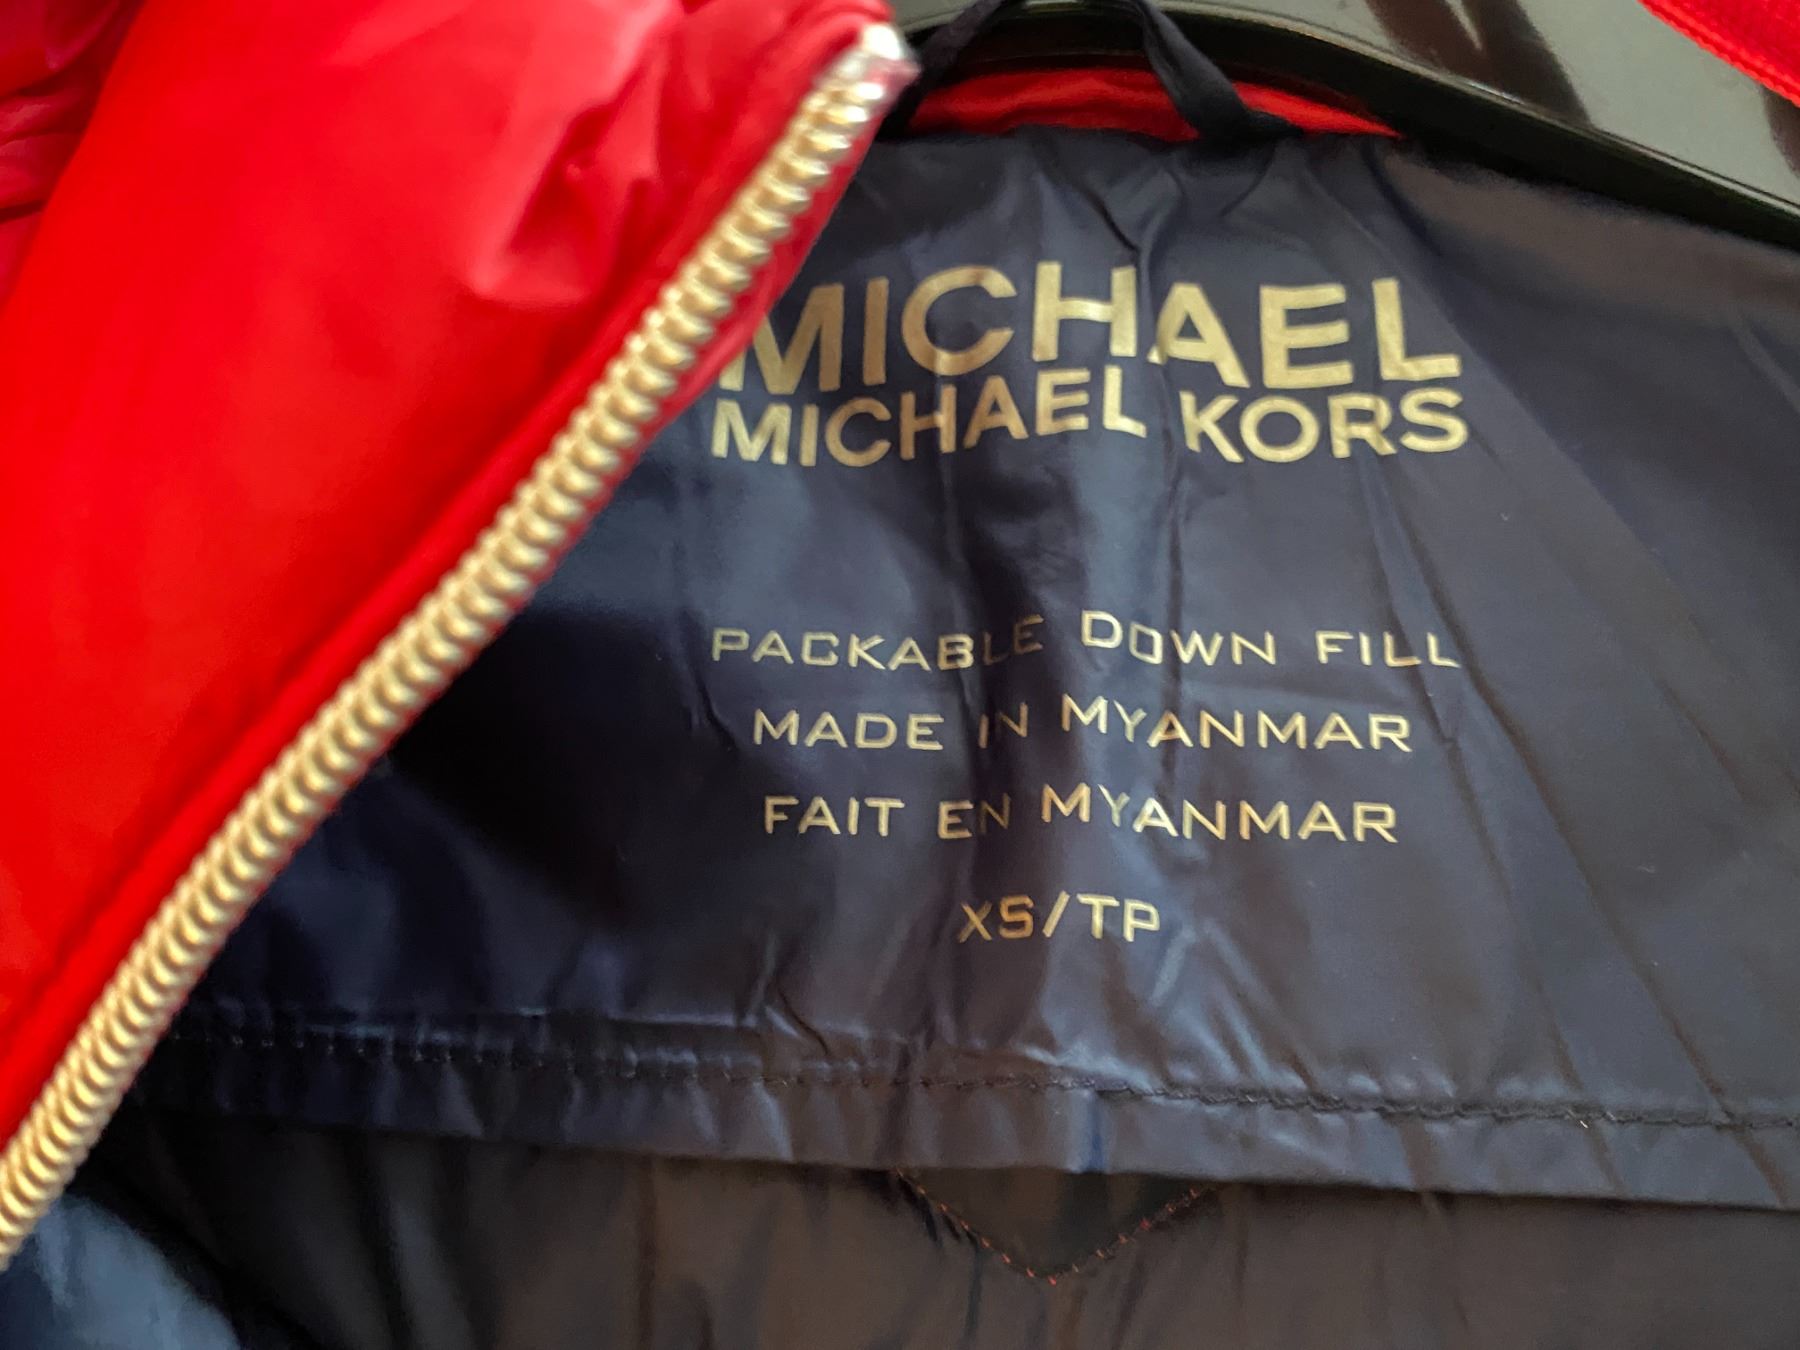 MICHAEL
MICHAEL KORS
PACKABLE DOWN FILL
MADE IN MYANMAR
FAIT EN MYANMAR
XS/TP